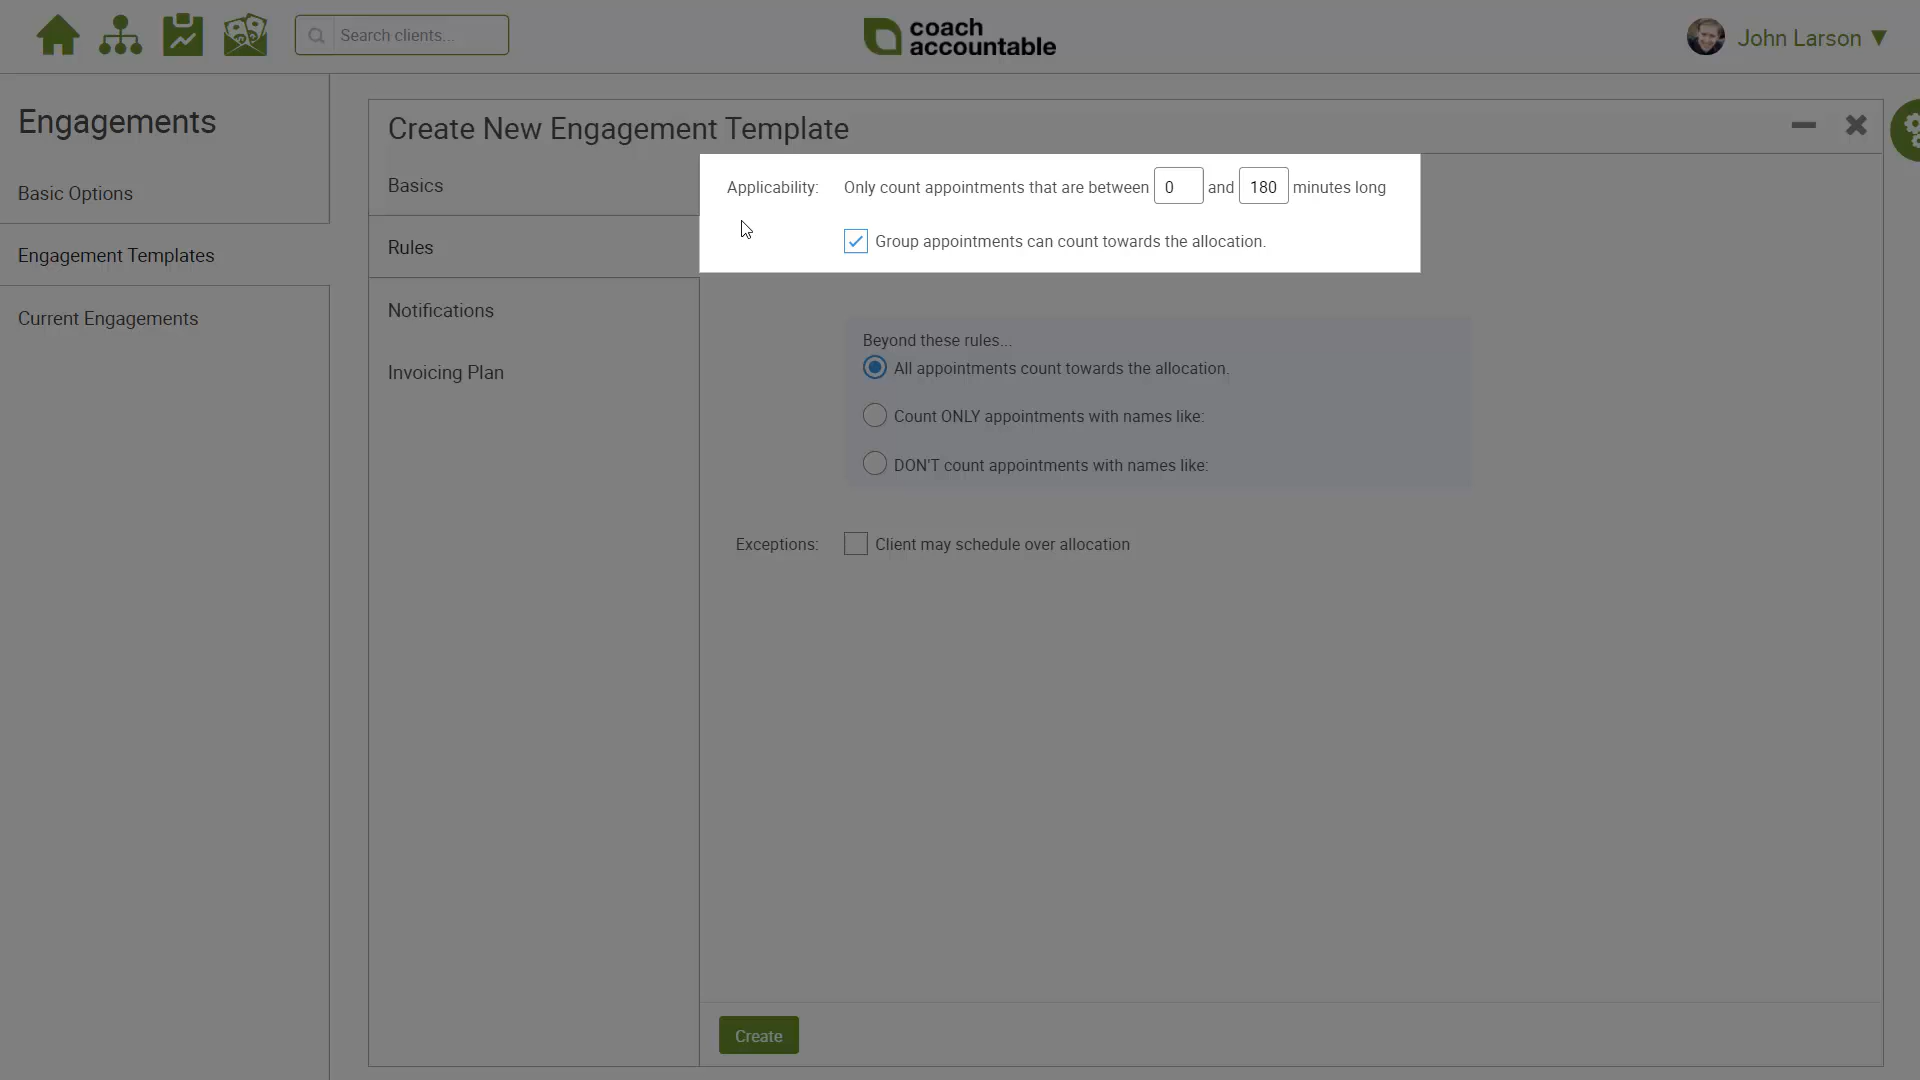 Search clients...
coach
accountable
John Larson
Engagements
Basic Options
Engagement Templates
Current Engagements
Create New Engagement Template
Basics
Rules
Notifications
Invoicing Plan
Applicability: Only count appointments that are between 0 and 180 minutes long
Group appointments can count towards the allocation.
Beyond these rules...
All appointments count towards the allocation.
Count ONLY appointments with names like:
DON'T count appointments with names like:
Exceptions: Client may schedule over allocation
Create